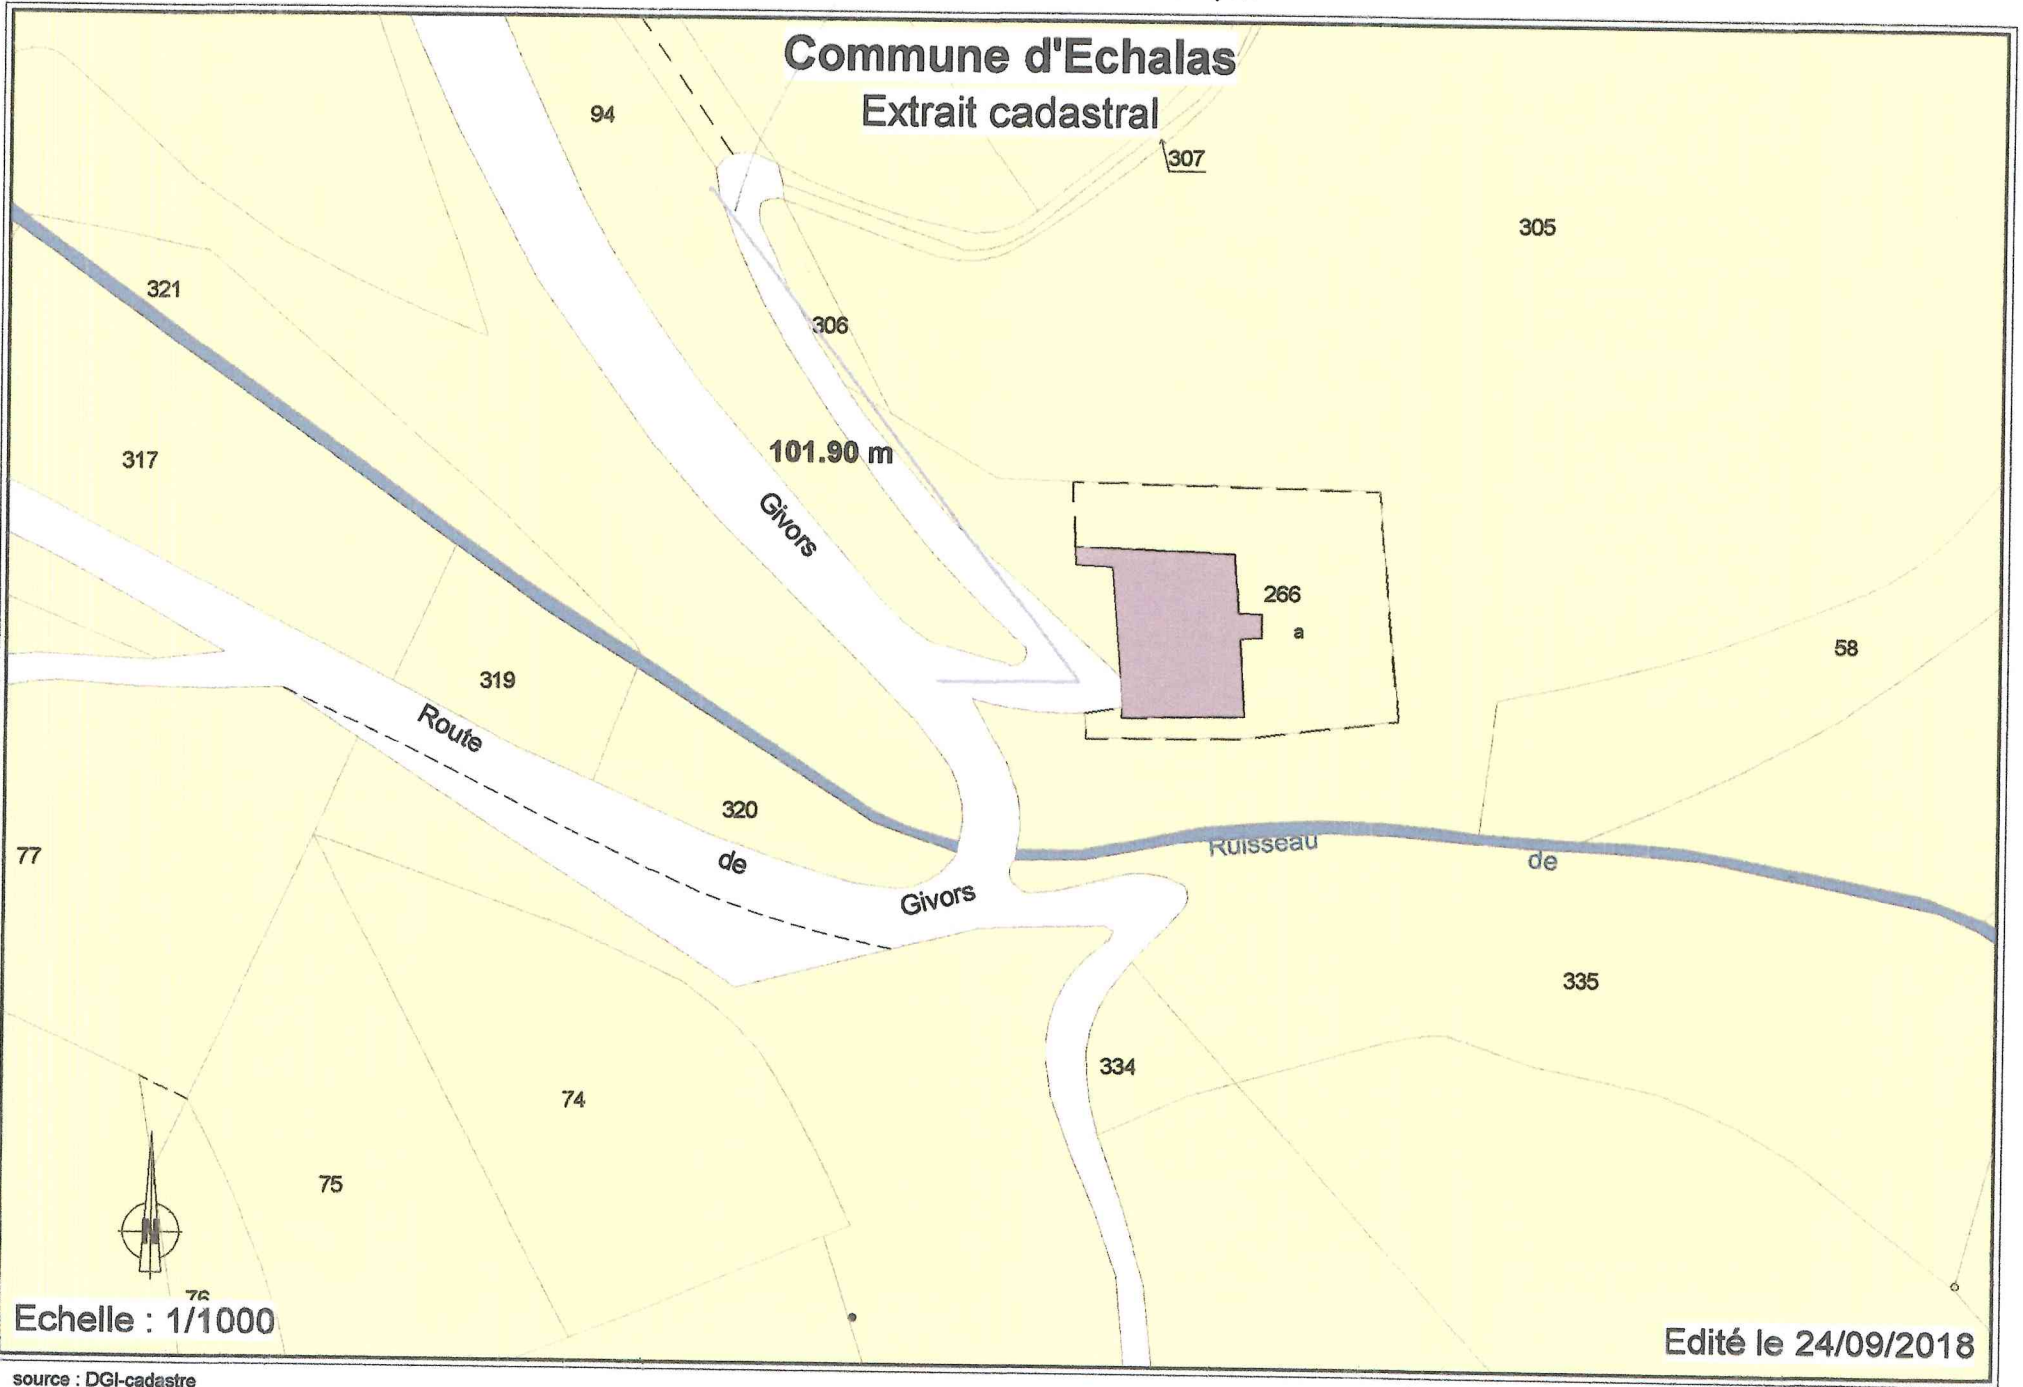 Commune d'Echalas
Extrait cadastral
94
307
305
321
306
317
101.90 m
Givors
266
a
58
319
Route
320
77
de
Ruisseau
de
Givors
335
334
74
75
N
76
Echelle : 1/1000
Edité le 24/09/2018
source : DGI-cadastre